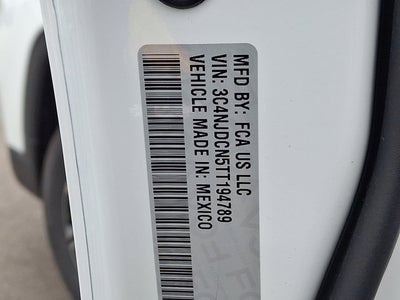 MFD BY: FCA US LLC
VIN: 3C4NJDCN5TT194789
VEHICLE MADE IN: MEXICO